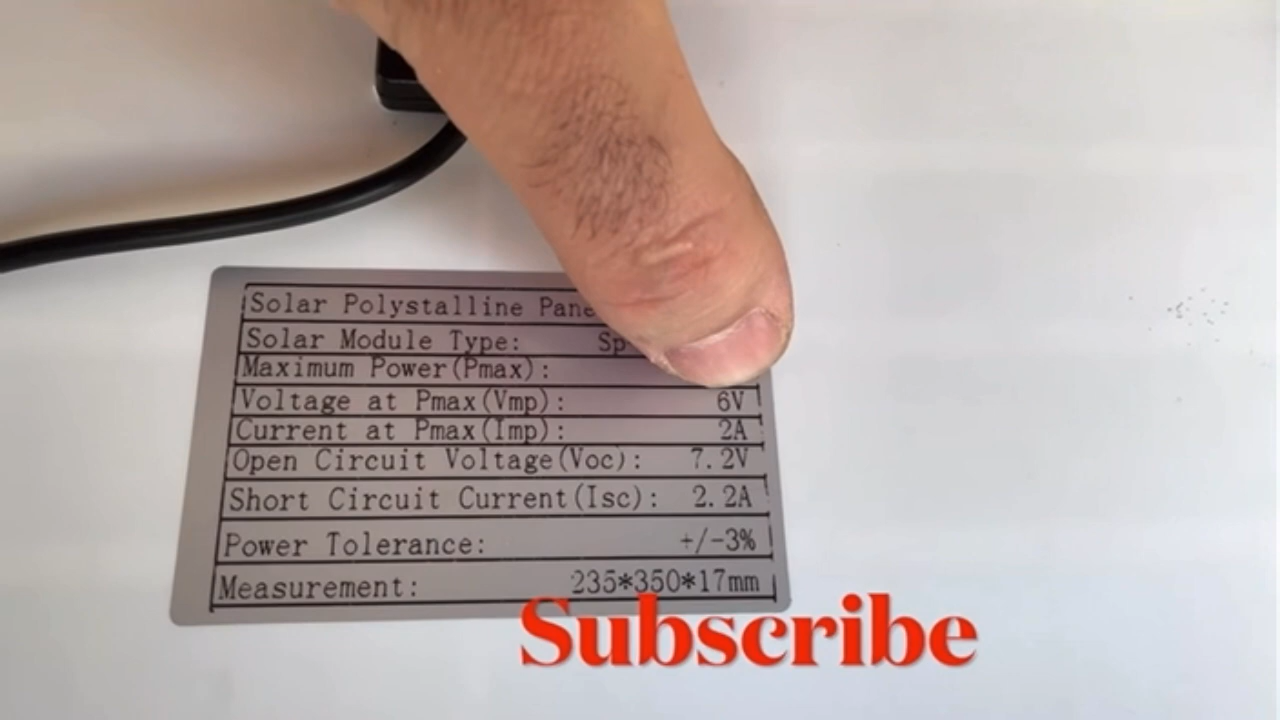 Solar Polystalline Pane
Solar Module Type: Sp
Maximum Power(Pmax):
Voltage at Pmax(Vmp): 6V
Current at Pmax(Imp): 2A
Open Circuit Voltage(Voc): 7.2V
Short Circuit Current(Isc): 2.2A
Power Tolerance: +/-3%
Measurement: 235*350*17mm
Subscribe